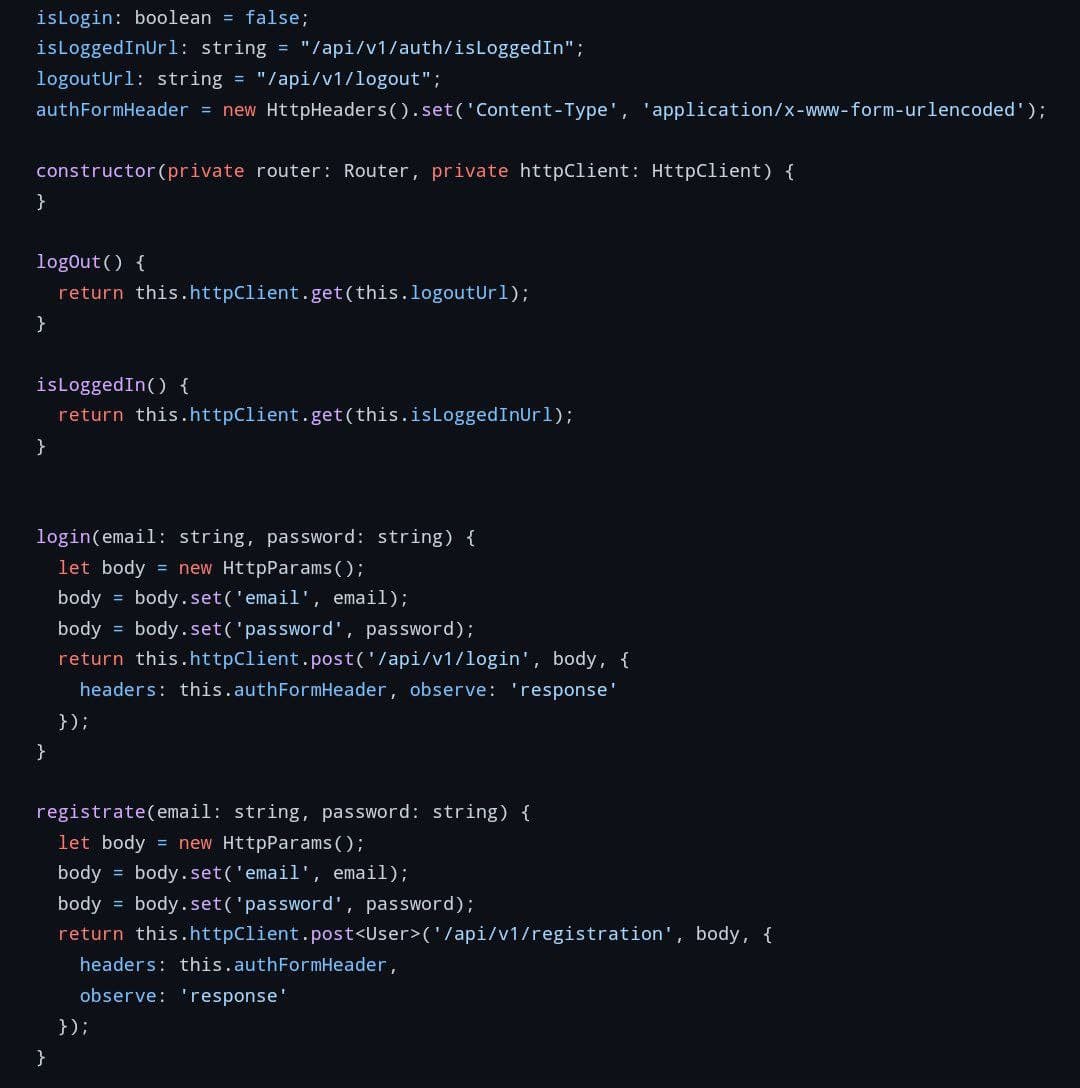 isLogin: boolean = false;
isLoggedInUrl: string = "/api/v1/auth/isLoggedIn";
logoutUrl: string = "/api/v1/logout";
authFormHeader = new HttpHeaders().set('Content-Type', 'application/x-www-form-urlencoded');
constructor(private router: Router, private httpClient: HttpClient) {
}
logOut() {
return this.httpClient.get(this.logoutUrl);
}
isLoggedIn() {
return this.httpClient.get(this.isLoggedInUrl);
}
login(email: string, password: string) {
let body = new HttpParams();
body = body.set('email', email);
body = body.set('password', password);
return this.httpClient.post('/api/v1/login', body, {
headers: this.authFormHeader, observe: 'response'
});
}
registrate(email: string, password: string) {
let body = new HttpParams();
body = body.set('email', email);
body = body.set('password', password);
return this.httpClient.post<User>('/api/v1/registration', body, {
headers: this.authFormHeader,
observe: 'response'
});
}